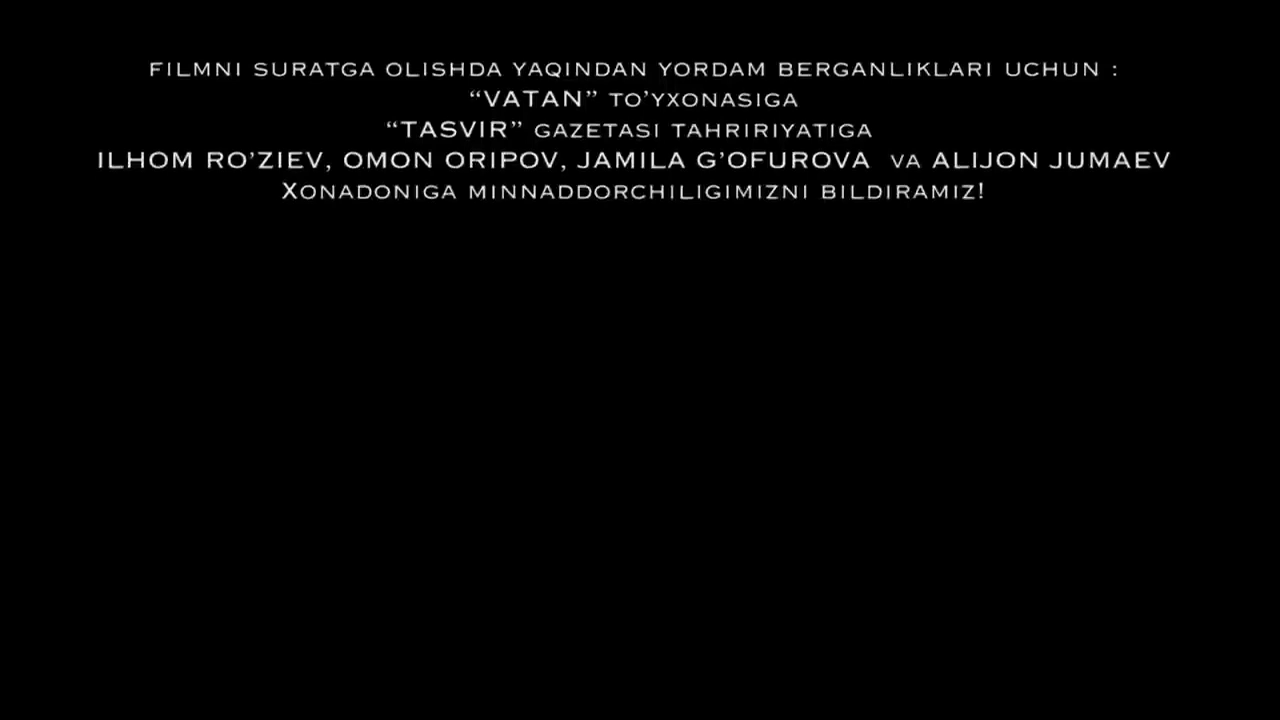 FILMNI SURATGA OLISHDA YAQINDAN YORDAM BERGANLIKLARI UCHUN :
“VATAN” TO’YXONASIGA
“TASVIR” GAZETASI TAHRIRIYATIGA
ILHOM RO’ZIEV, OMON ORIPOV, JAMILA G’OFUROVA VA ALIJON JUMAEV
XONADONIGA MINNADDORCHILIGIMIZNI BILDIRAMIZ!